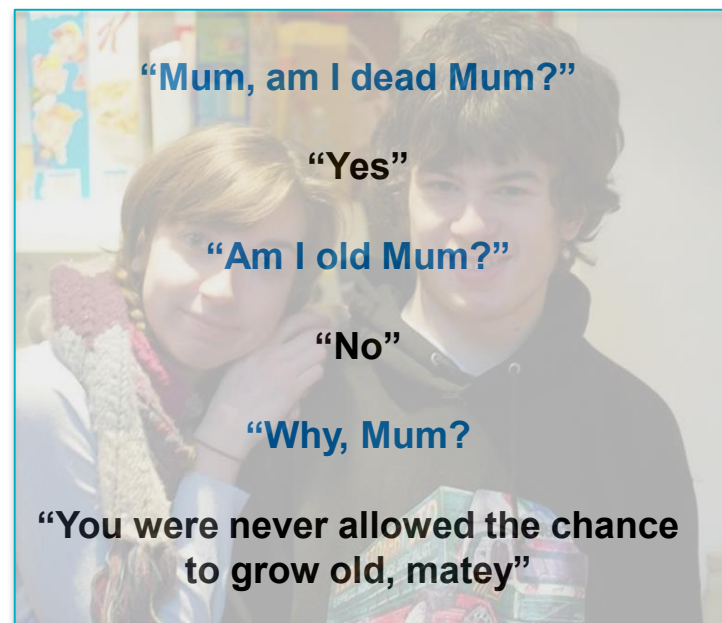 “Mum, am I dead Mum?”
“Yes”
“Am I old Mum?”
“No”
“Why, Mum?
“You were never allowed the chance
to grow old, matey”